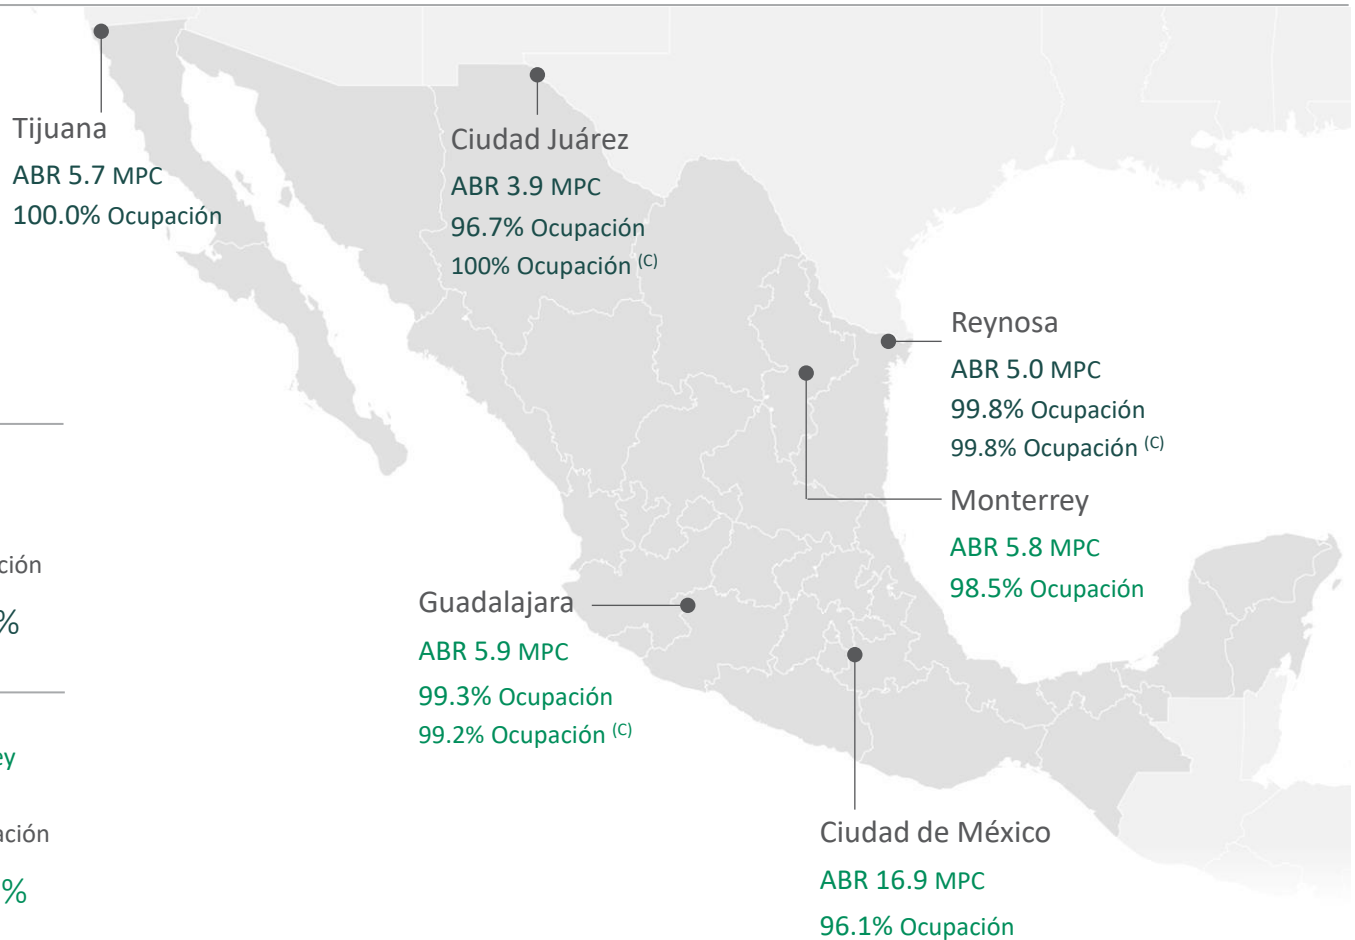 Tijuana
ABR 5.7 MPC
100.0% Ocupación
Ciudad Juárez
ABR 3.9 MPC
96.7% Ocupación
100% Ocupación (C)
Reynosa
ABR 5.0 MPC
99.8% Ocupación
99.8% Ocupación (C)
Monterrey
ABR 5.8 MPC
98.5% Ocupación
Guadalajara
ABR 5.9 MPC
99.3% Ocupación
99.2% Ocupación (C)
Ciudad de México
ABR 16.9 MPC
96.1% Ocupación
ción
%
ey
ación
%